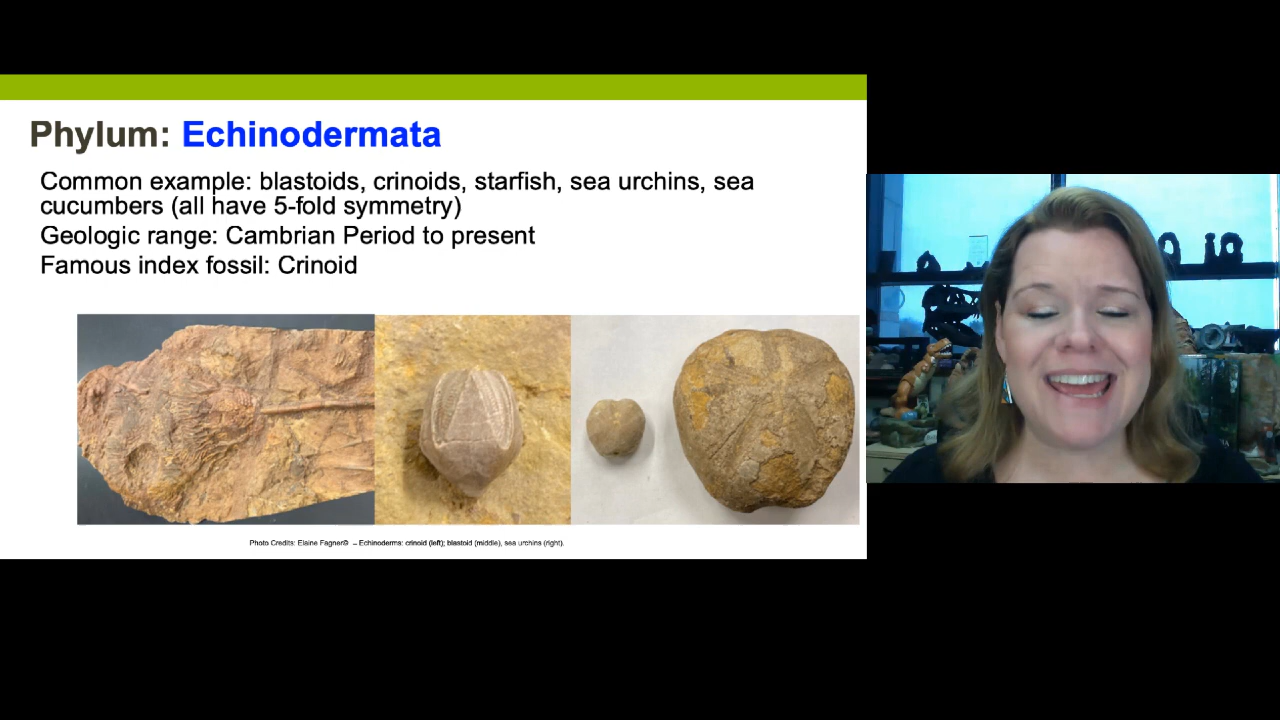 Phylum: Echinodermata
Common example: blastoids, crinoids, starfish, sea urchins, sea
cucumbers (all have 5-fold symmetry)
Geologic range: Cambrian Period to present
Famous index fossil: Crinoid
Photo Credits: Elaine Fagner© – Echinoderms: crinoid (left); blastoid (middle), sea urchins (right).